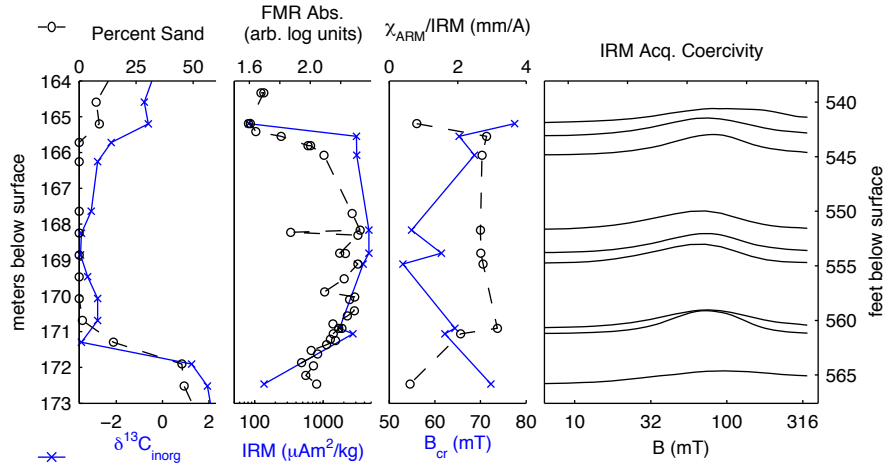 Percent Sand
0 30 60
FMR Abs.
(arb. log units)
1.6 2.0
χARM/IRM (mm/A)
0 2 4
IRM Acq. Coercivity
meters below surface
164
165
166
167
168
169
170
171
172
173
540
545
550
555
560
565
feet below surface
−2 0 2
δ13Cinorg
100 1000
IRM (μAm2/kg)
50 60 70 80
Bcr (mT)
10 32 100 316
B (mT)